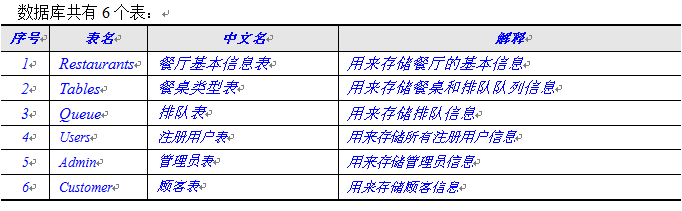 数据库共有 6 个表：
序号 表名 中文名 解释
1 Restaurants 餐厅基本信息表 用来存储餐厅的基本信息
2 Tables 餐桌类型表 用来存储餐桌和排队队列信息
3 Queue 排队表 用来存储排队信息
4 Users 注册用户表 用来存储所有注册用户信息
5 Admin 管理员表 用来存储管理员信息
6 Customer 顾客表 用来存储顾客信息